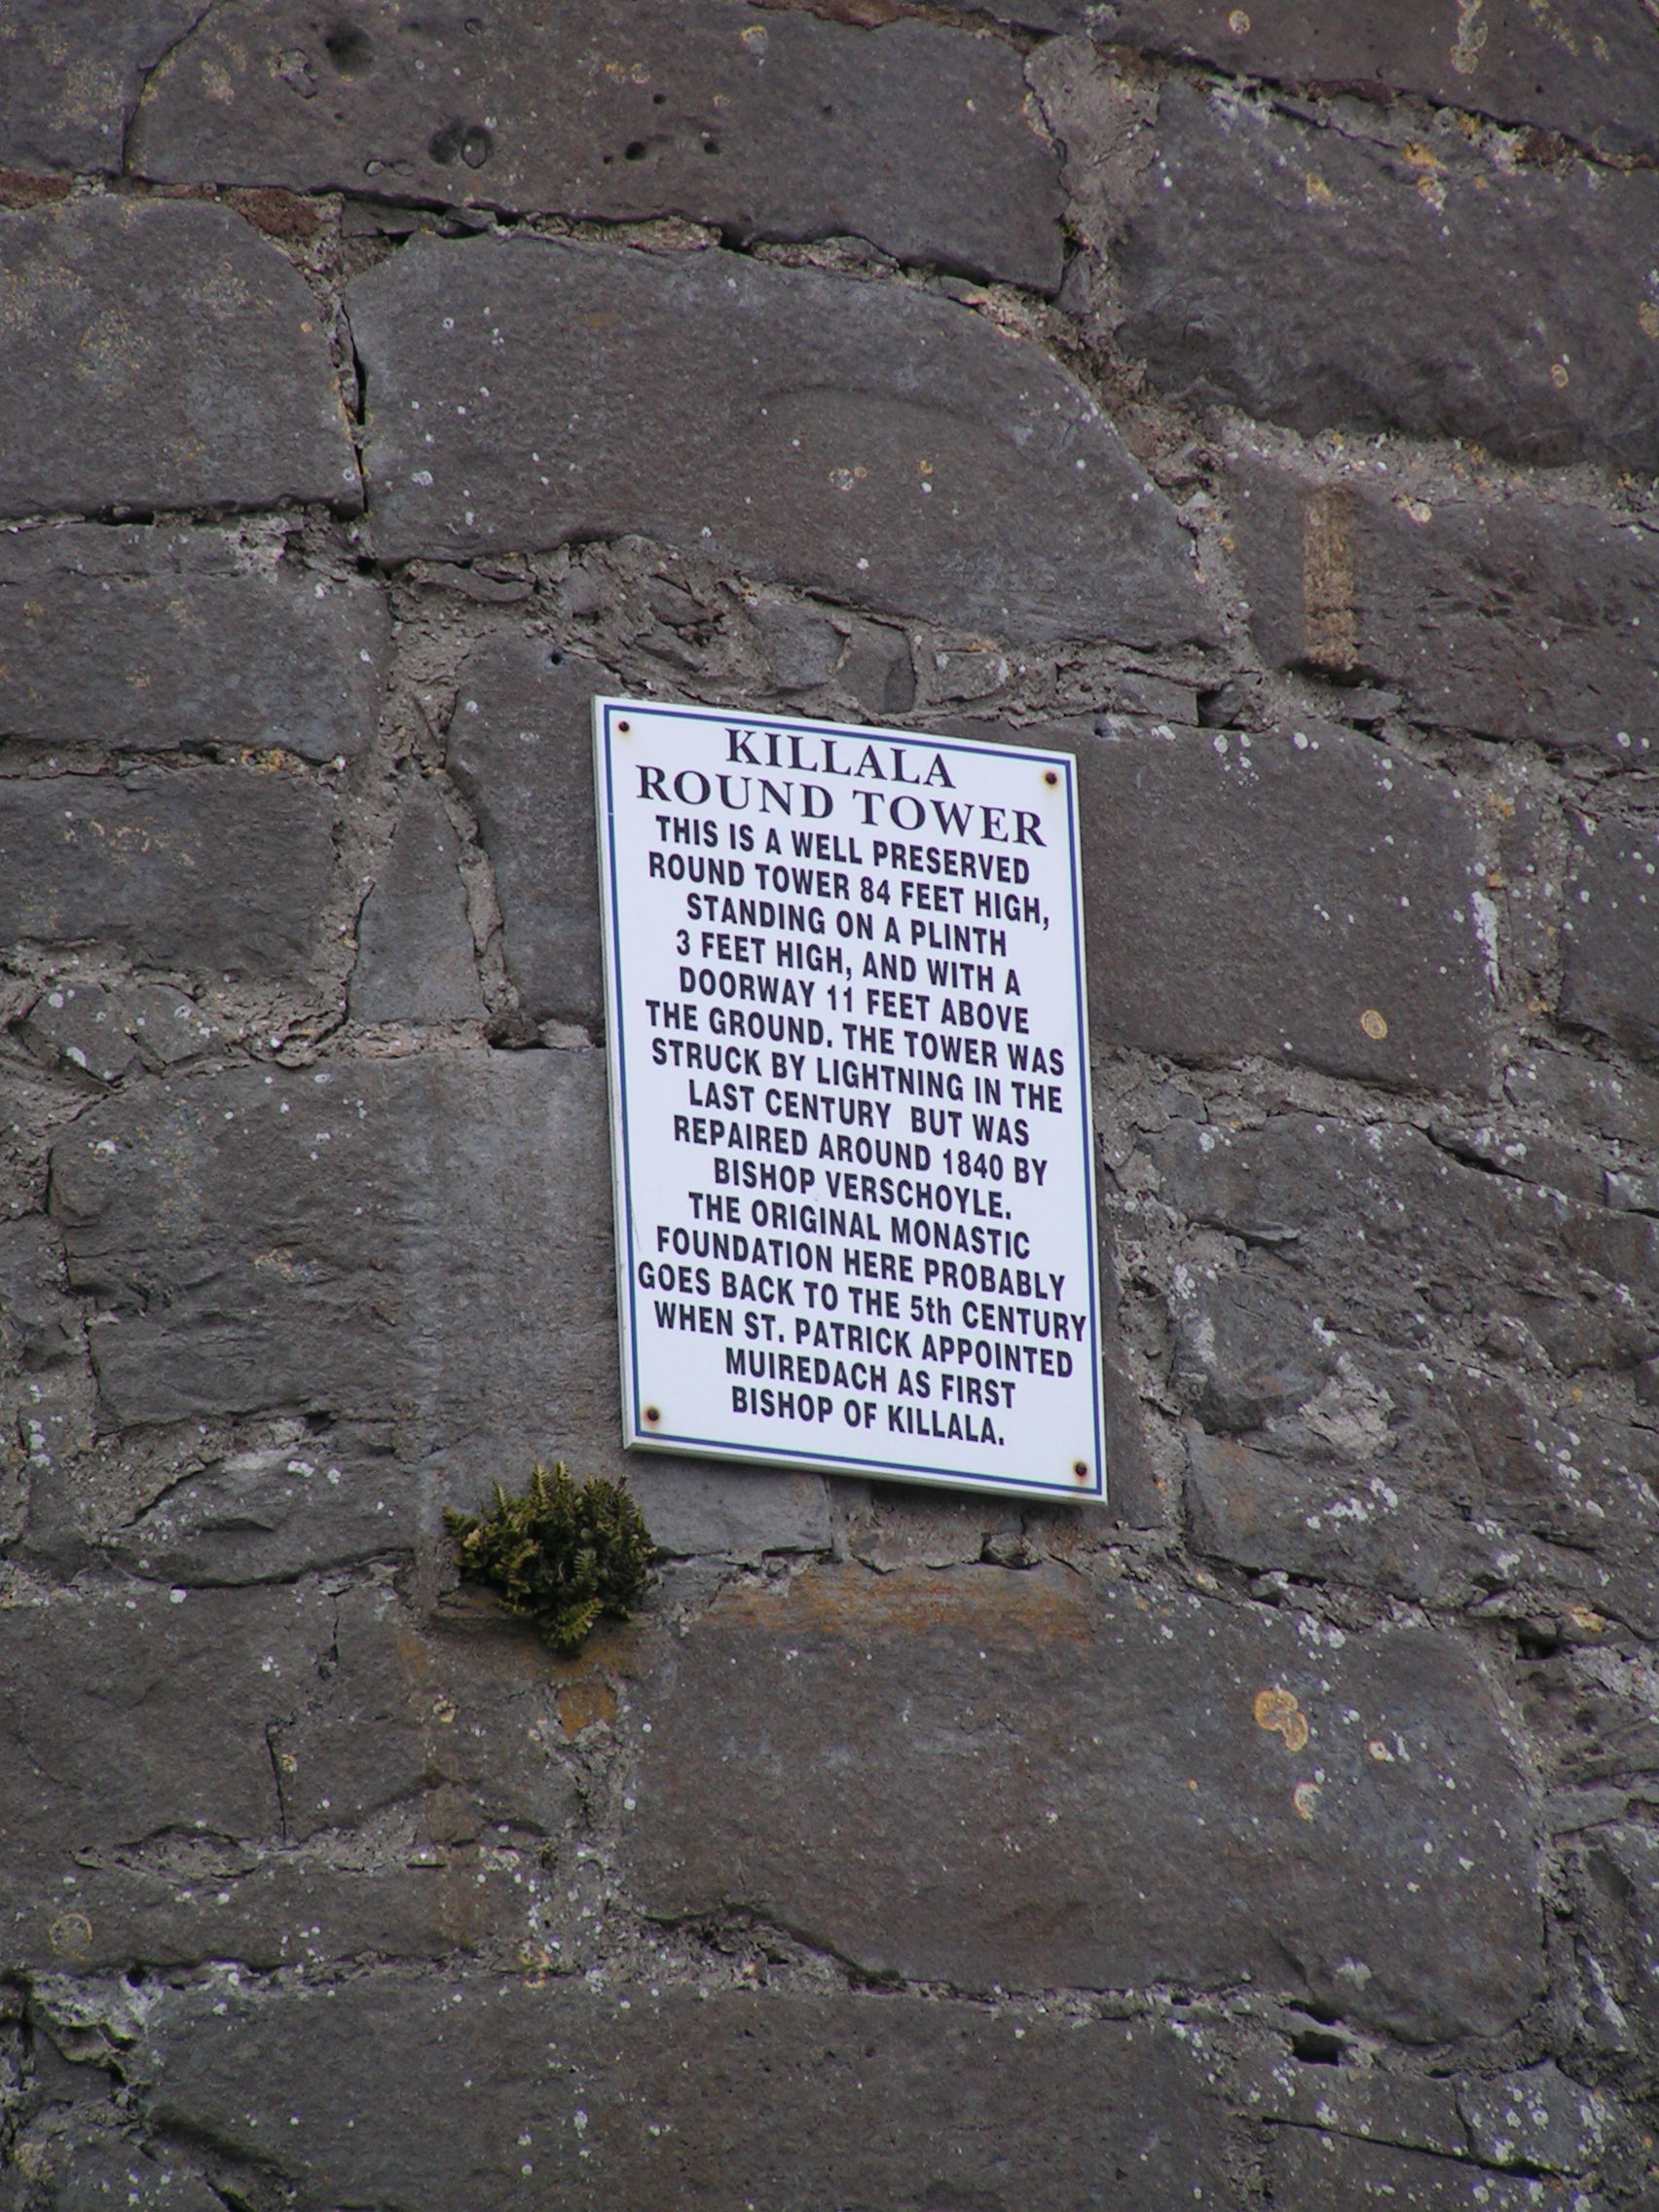 KILLALA
ROUND TOWER
THIS IS A WELL PRESERVED
ROUND TOWER 84 FEET HIGH,
STANDING ON A PLINTH
3 FEET HIGH, AND WITH A
DOORWAY 11 FEET ABOVE
THE GROUND. THE TOWER WAS
STRUCK BY LIGHTNING IN THE
LAST CENTURY BUT WAS
REPAIRED AROUND 1840 BY
BISHOP VERSCHOYLE.
THE ORIGINAL MONASTIC
FOUNDATION HERE PROBABLY
GOES BACK TO THE 5th CENTURY
WHEN ST. PATRICK APPOINTED
MUIREDACH AS FIRST
BISHOP OF KILLALA.